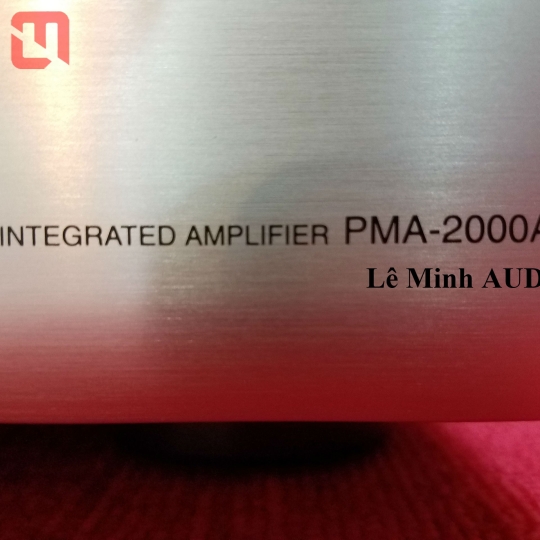 INTEGRATED AMPLIFIER PMA-2000A
Lê Minh AUD